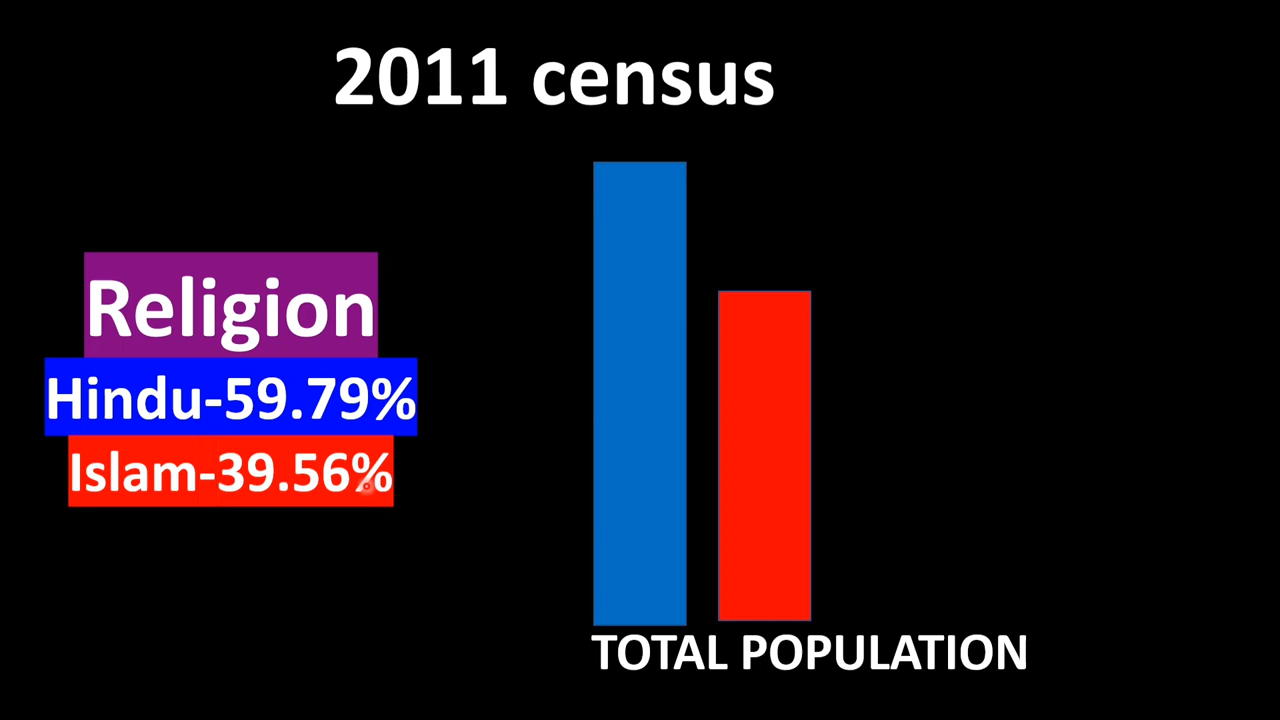 2011 census
Religion
Hindu-59.79%
Islam-39.56%
TOTAL POPULATION